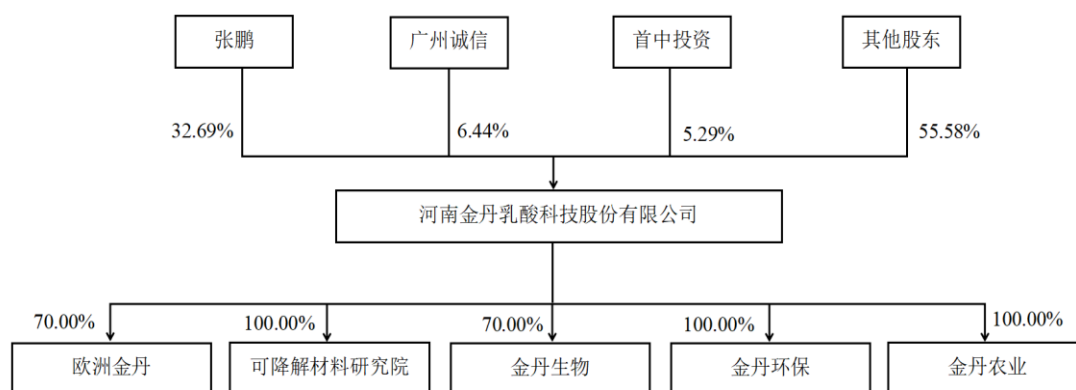 张鹏
广州诚信
首中投资
其他股东
32.69%
6.44%
5.29%
55.58%
河南金丹乳酸科技股份有限公司
70.00%
100.00%
70.00%
100.00%
100.00%
欧洲金丹
可降解材料研究院
金丹生物
金丹环保
金丹农业